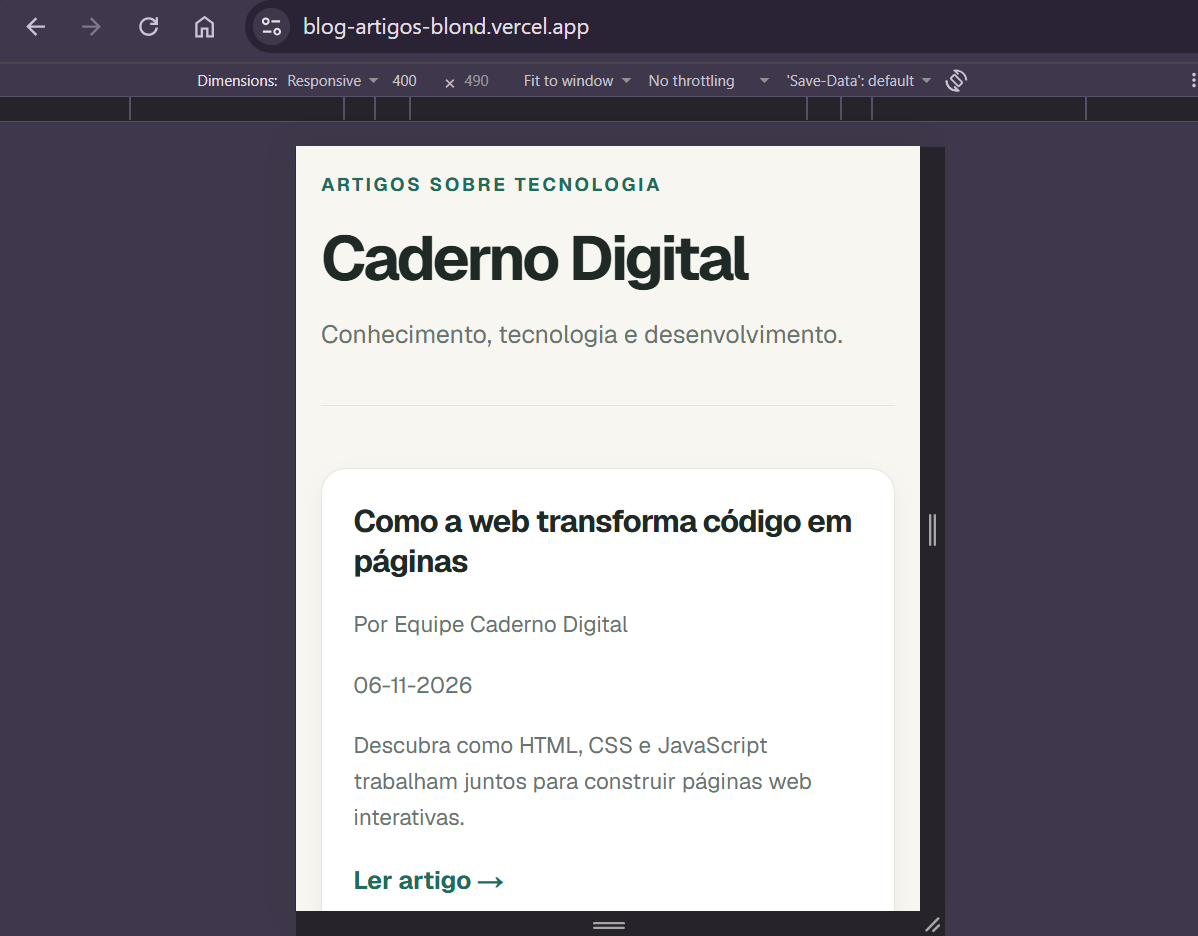 blog-artigos-blond.vercel.app
Dimensions: Responsive 400 × 490 Fit to window No throttling 'Save-Data': default
ARTIGOS SOBRE TECNOLOGIA
Caderno Digital
Conhecimento, tecnologia e desenvolvimento.
Como a web transforma código em
páginas
Por Equipe Caderno Digital
06-11-2026
Descubra como HTML, CSS e JavaScript
trabalham juntos para construir páginas web
interativas.
Ler artigo →